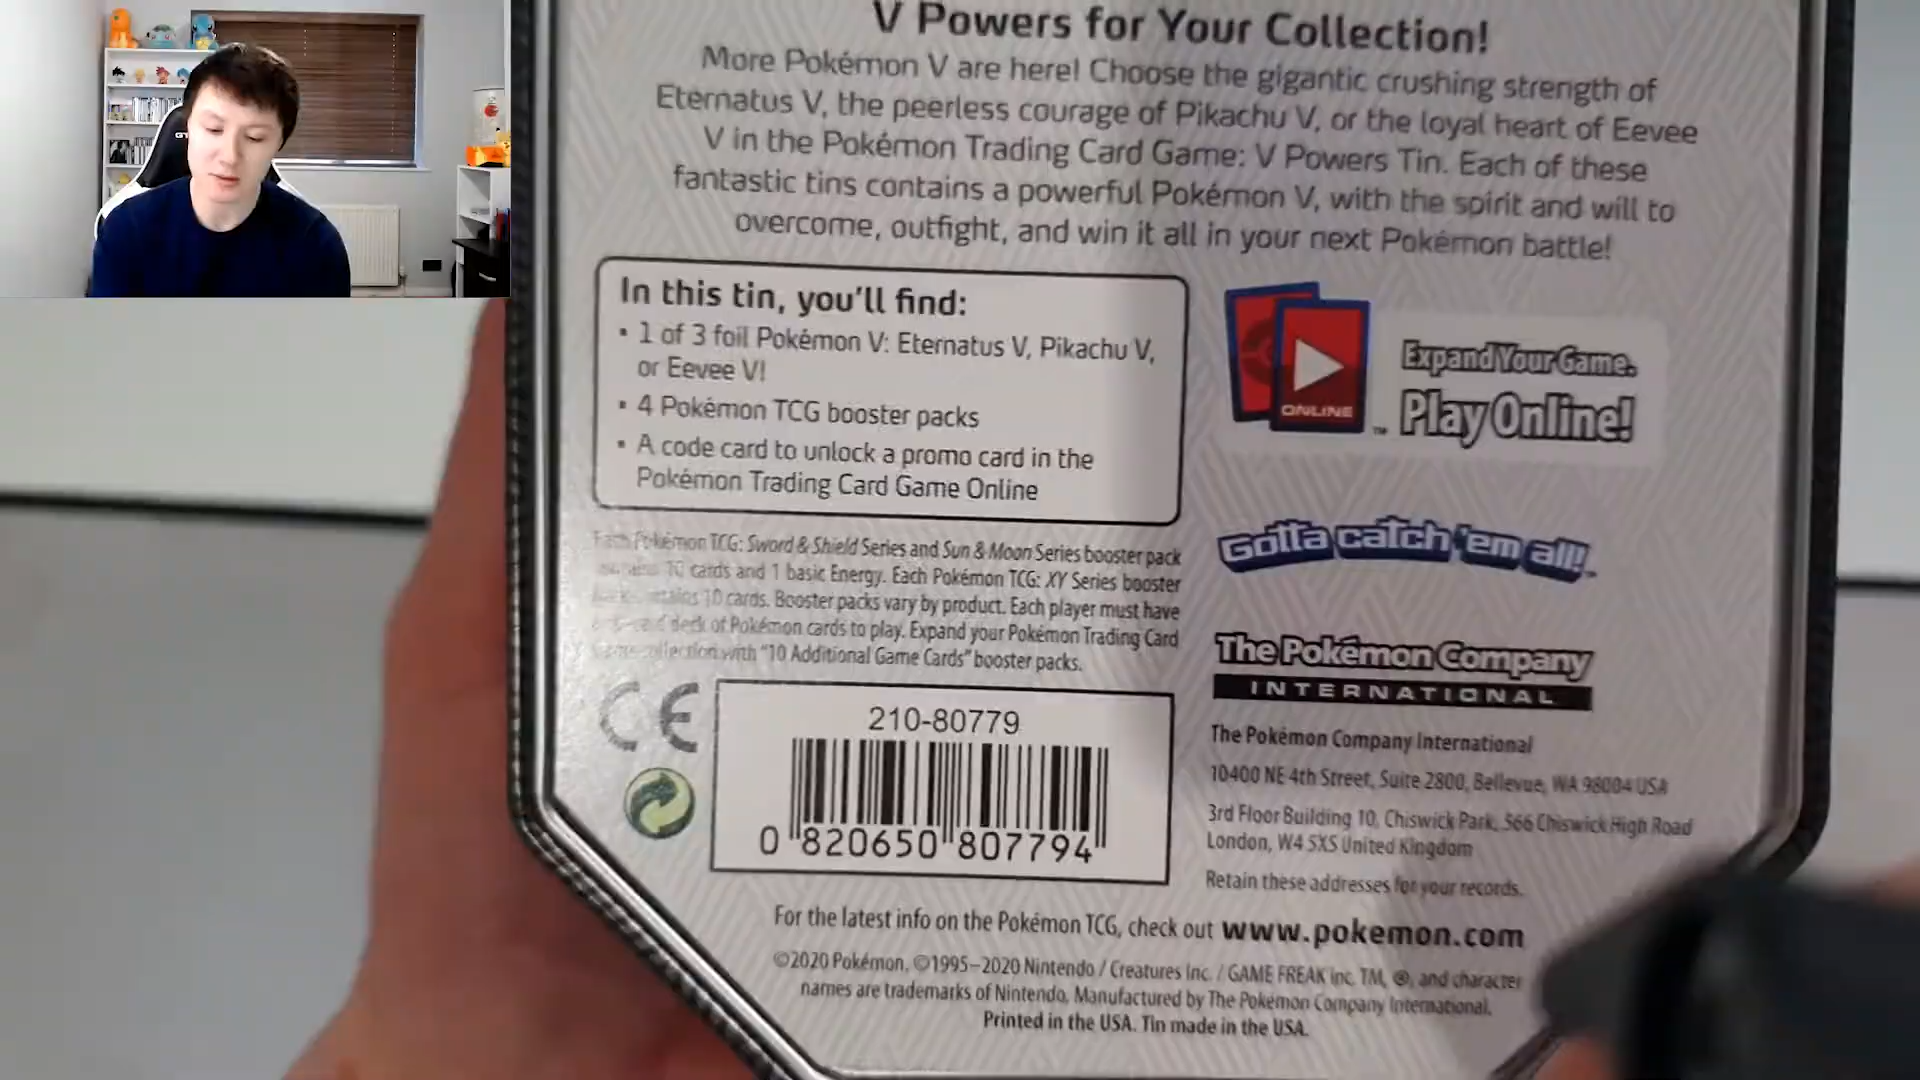 V Powers for Your Collection!
More Pokémon V are here! Choose the gigantic crushing strength of
Eternatus V, the peerless courage of Pikachu V, or the loyal heart of Eevee
V in the Pokémon Trading Card Game: V Powers Tin. Each of these
fantastic tins contains a powerful Pokémon V, with the spirit and will to
overcome, outfight, and win it all in your next Pokémon battle!
In this tin, you'll find:
▪ 1 of 3 foil Pokémon V: Eternatus V, Pikachu V,
or Eevee V!
▪ 4 Pokémon TCG booster packs
▪ A code card to unlock a promo card in the
Pokémon Trading Card Game Online
ONLINE ™
Expand Your Game.
Play Online!
Gotta catch 'em all!™
Each Pokémon TCG: Sword & Shield Series and Sun & Moon Series booster pack
10 cards and 1 basic Energy. Each Pokémon TCG: XY Series booster
10 cards. Booster packs vary by product. Each player must have
deck of Pokémon cards to play. Expand your Pokémon Trading Card
collection with "10 Additional Game Cards" booster packs.
CE
210-80779
0 820650 807794
The Pokémon Company
INTERNATIONAL
The Pokémon Company International
10400 NE 4th Street, Suite 2800, Bellevue, WA 98004 USA
3rd Floor Building 10, Chiswick Park, 566 Chiswick High Road
London, W4 5XS United Kingdom
Retain these addresses for your records.
For the latest info on the Pokémon TCG, check out www.pokemon.com
©2020 Pokémon. ©1995–2020 Nintendo / Creatures Inc. / GAME FREAK inc. TM, ®, and character
names are trademarks of Nintendo. Manufactured by The Pokémon Company International.
Printed in the USA. Tin made in the USA.